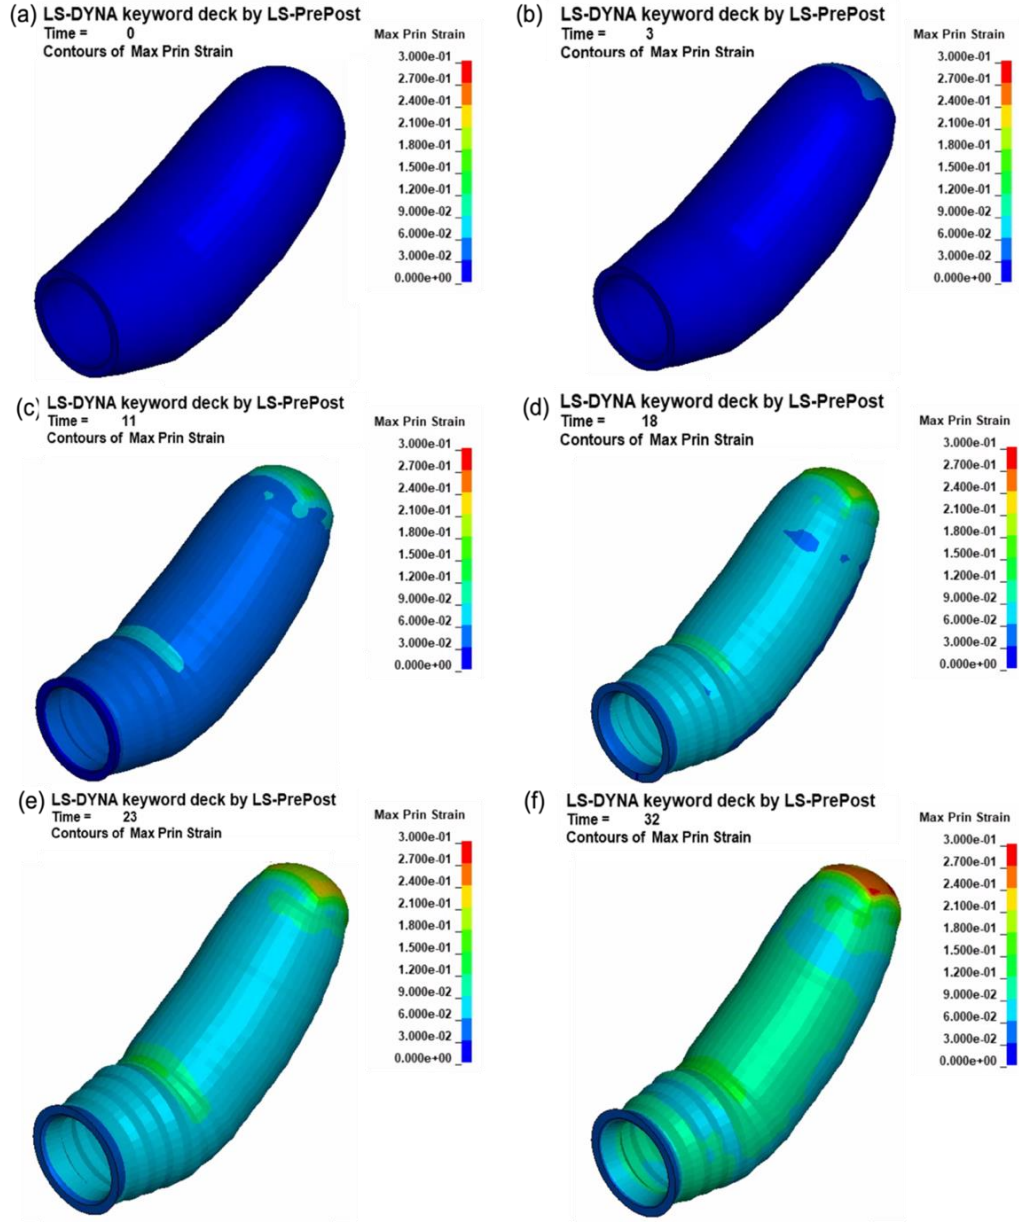 (a) LS-DYNA keyword deck by LS-PrePost
Time = 0
Contours of Max Prin Strain
Max Prin Strain
3.000e-01
2.700e-01
2.400e-01
2.100e-01
1.800e-01
1.500e-01
1.200e-01
9.000e-02
6.000e-02
3.000e-02
0.000e+00
(b) LS-DYNA keyword deck by LS-PrePost
Time = 3
Contours of Max Prin Strain
Max Prin Strain
3.000e-01
2.700e-01
2.400e-01
2.100e-01
1.800e-01
1.500e-01
1.200e-01
9.000e-02
6.000e-02
3.000e-02
0.000e+00
(c) LS-DYNA keyword deck by LS-PrePost
Time = 11
Contours of Max Prin Strain
Max Prin Strain
3.000e-01
2.700e-01
2.400e-01
2.100e-01
1.800e-01
1.500e-01
1.200e-01
9.000e-02
6.000e-02
3.000e-02
0.000e+00
(d) LS-DYNA keyword deck by LS-PrePost
Time = 18
Contours of Max Prin Strain
Max Prin Strain
3.000e-01
2.700e-01
2.400e-01
2.100e-01
1.800e-01
1.500e-01
1.200e-01
9.000e-02
6.000e-02
3.000e-02
0.000e+00
(e) LS-DYNA keyword deck by LS-PrePost
Time = 23
Contours of Max Prin Strain
Max Prin Strain
3.000e-01
2.700e-01
2.400e-01
2.100e-01
1.800e-01
1.500e-01
1.200e-01
9.000e-02
6.000e-02
3.000e-02
0.000e+00
(f) LS-DYNA keyword deck by LS-PrePost
Time = 32
Contours of Max Prin Strain
Max Prin Strain
3.000e-01
2.700e-01
2.400e-01
2.100e-01
1.800e-01
1.500e-01
1.200e-01
9.000e-02
6.000e-02
3.000e-02
0.000e+00